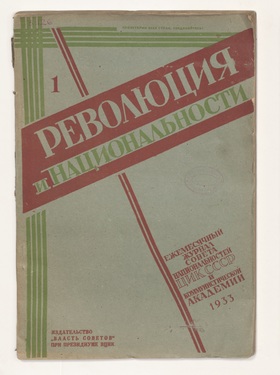 1
РЕВОЛЮЦИЯ
И НАЦИОНАЛЬНОСТИ
ЕЖЕМЕСЯЧНЫЙ
ЖУРНАЛ
СОВЕТА
НАЦИОНАЛЬНОСТЕЙ
ЦИК СССР
И
КОММУНИСТИЧЕСКОЙ
АКАДЕМИИ
1933
ИЗДАТЕЛЬСТВО
"ВЛАСТЬ СОВЕТОВ"
ПРИ ПРЕЗИДИУМЕ ВЦИК